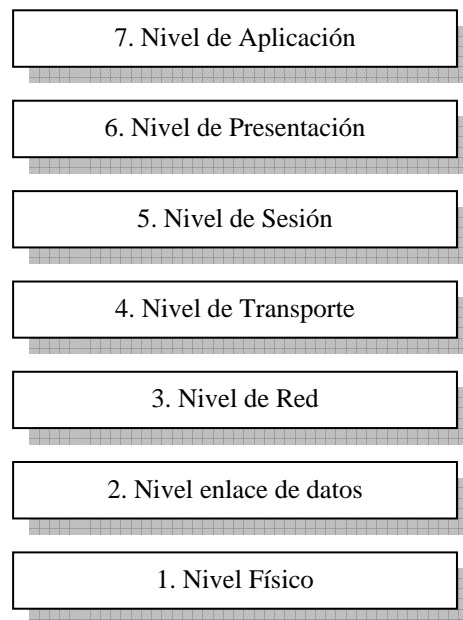 7. Nivel de Aplicación
6. Nivel de Presentación
5. Nivel de Sesión
4. Nivel de Transporte
3. Nivel de Red
2. Nivel enlace de datos
1. Nivel Físico